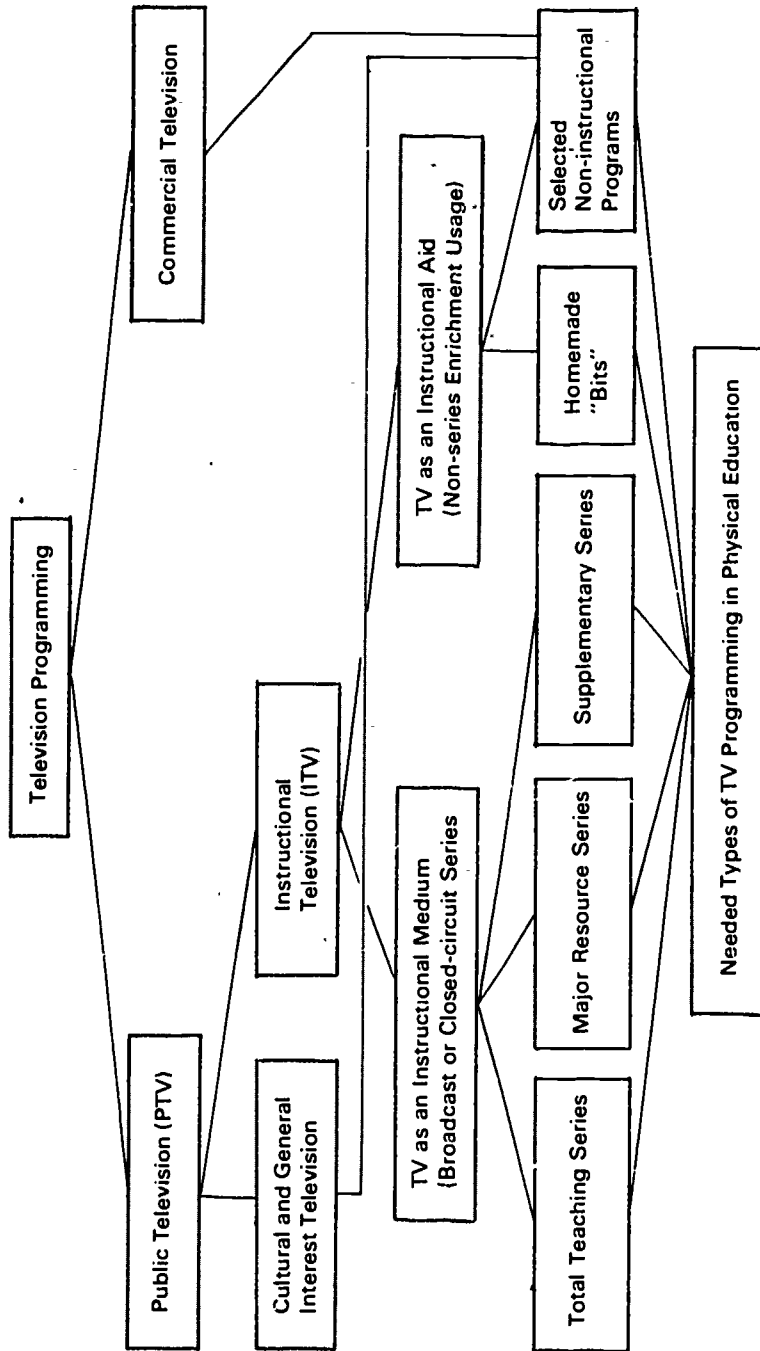 Television Programming
Public Television (PTV)
Commercial Television
Cultural and General
Interest Television
Instructional
Television (ITV)
TV as an Instructional Medium
(Broadcast or Closed-circuit Series
TV as an Instructional Aid
(Non-series Enrichment Usage)
Total Teaching Series
Major Resource Series
Supplementary Series
Homemade
"Bits"
Selected
Non-instructional
Programs
Needed Types of TV Programming in Physical Education